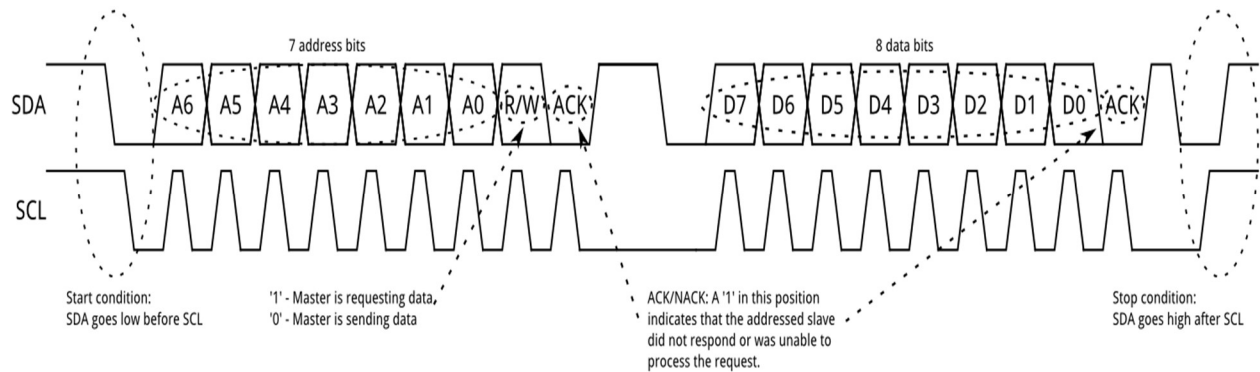 7 address bits
8 data bits
SDA
A6 A5 A4 A3 A2 A1 A0 R/W ACK
D7 D6 D5 D4 D3 D2 D1 D0 ACK
SCL
Start condition:
SDA goes low before SCL
'1' - Master is requesting data
'0' - Master is sending data
ACK/NACK: A '1' in this position
indicates that the addressed slave
did not respond or was unable to
process the request.
Stop condition:
SDA goes high after SCL